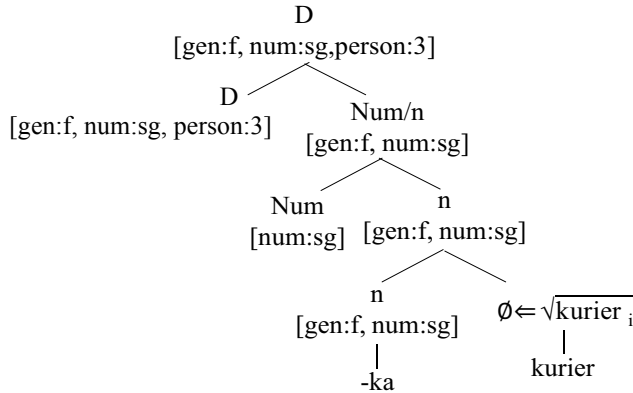 D
[gen:f, num:sg,person:3]
D
[gen:f, num:sg, person:3]
Num/n
[gen:f, num:sg]
Num
[num:sg]
n
[gen:f, num:sg]
n
[gen:f, num:sg]
∅⇐√kurier i
-ka
kurier